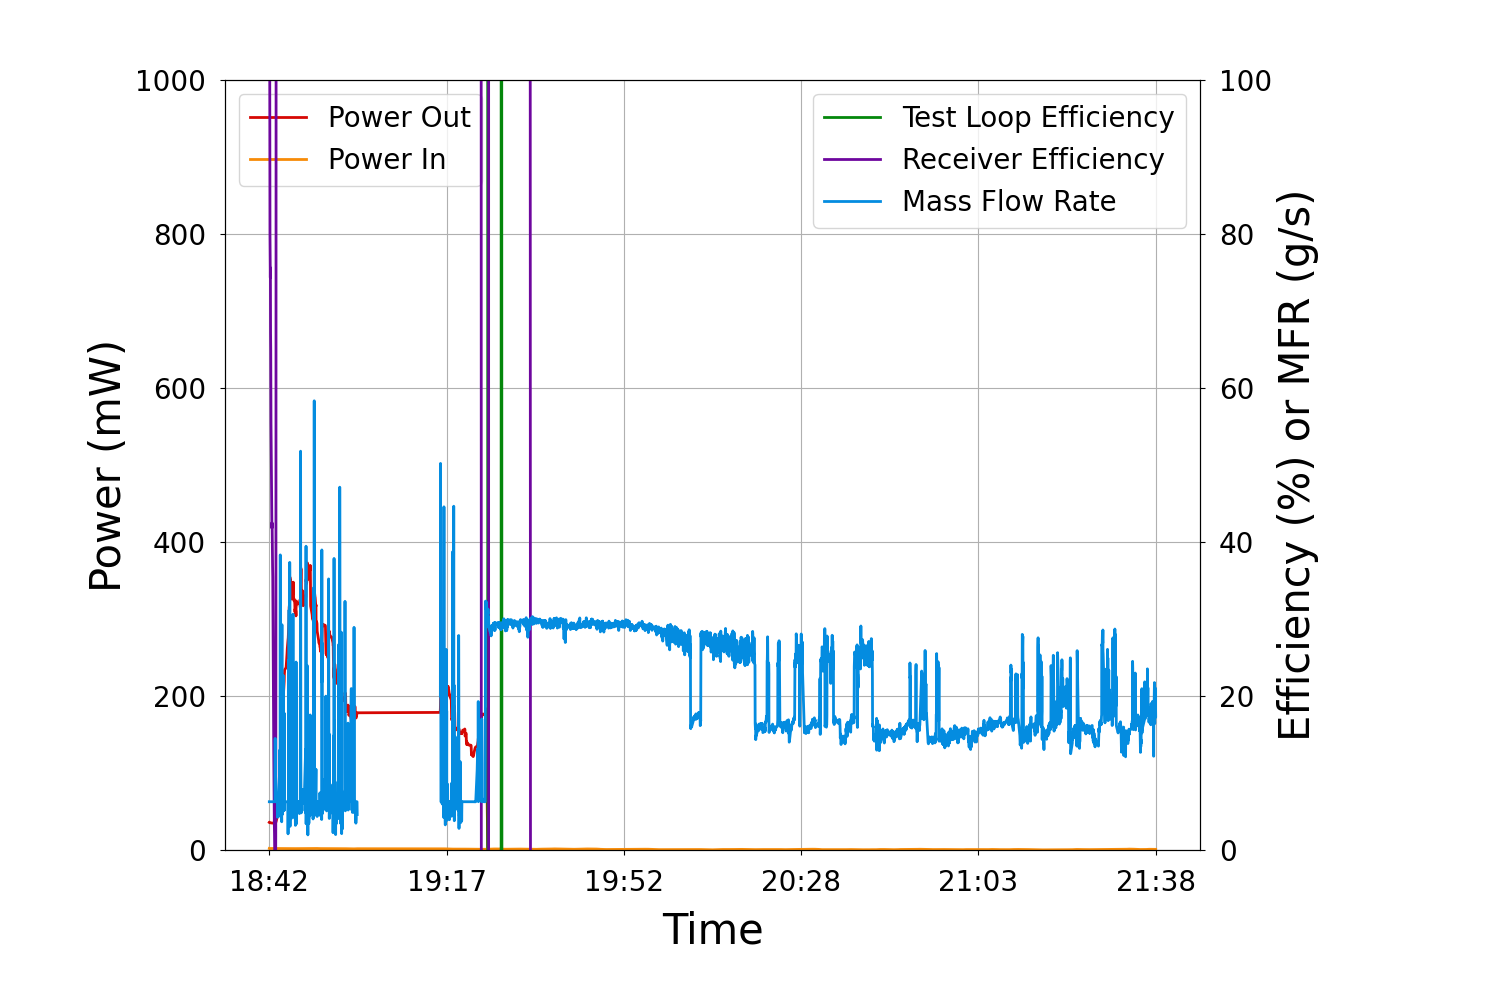 1000
800
600
400
200
0
Power (mW)
Power Out
Power In
Test Loop Efficiency
Receiver Efficiency
Mass Flow Rate
100
80
60
40
20
0
Efficiency (%) or MFR (g/s)
18:42 19:17 19:52 20:28 21:03 21:38
Time